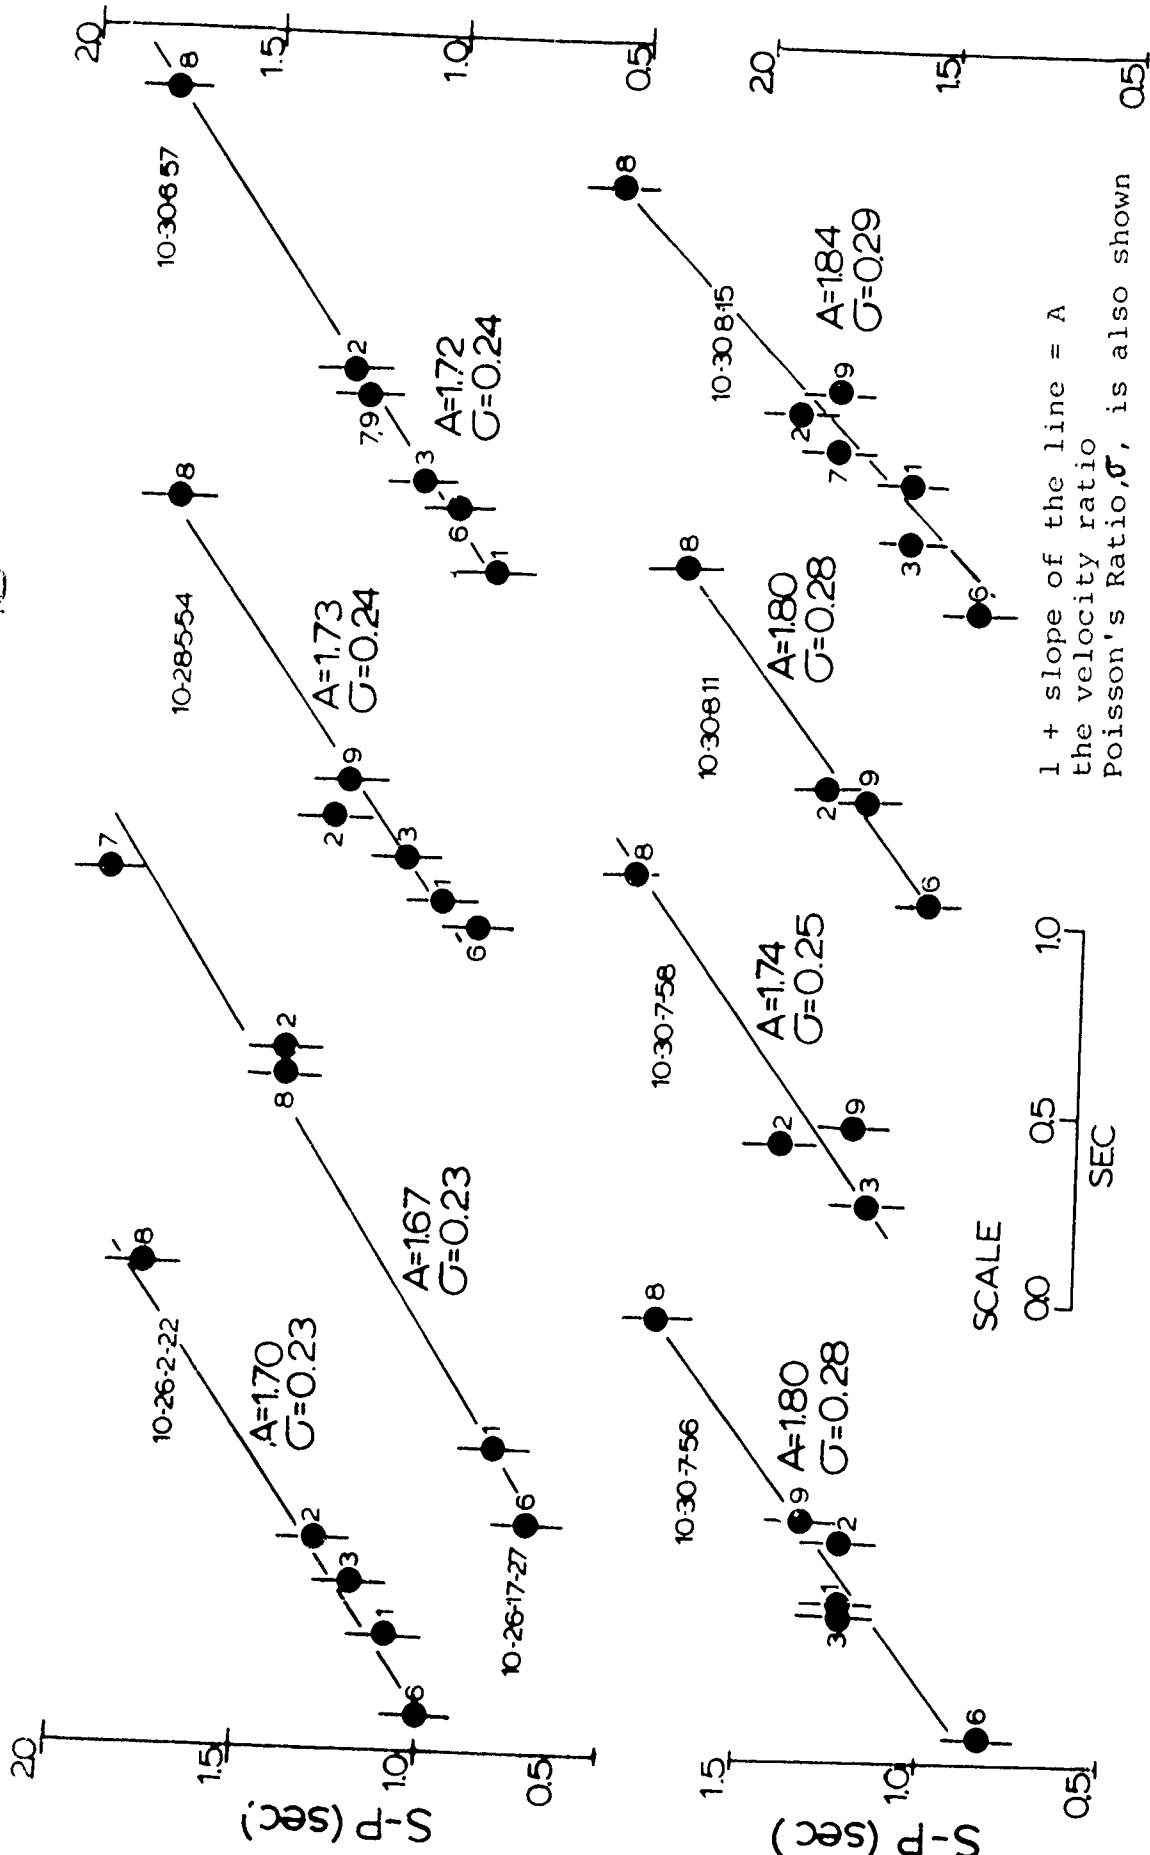 S-P (sec.)
20
1.5
1.0
0.5
10-26-2-22
8
2
3
1
6
A=1.70
σ=0.23
10-26-17-27
7
2
8
1
6
A=1.67
σ=0.23
10-28-5-54
8
9
2
3
1
6
A=1.73
σ=0.24
10-30-6 57
8
2
7,9
3
6
1
A=1.72
σ=0.24
20
1.5
1.0
0.5
S-P (sec)
1.5
1.0
0.5
10-30-7-56
8
9
2
1
3
6
A=1.80
σ=0.28
10-30-7-58
8
2
9
3
A=1.74
σ=0.25
10-30-8 11
8
2
9
6
A=1.80
σ=0.28
10-30 8-15
8
9
2
7
1
3
6
A=1.84
σ=0.29
2.0
1.5
0.5
SCALE
0.0
0.5
1.0
SEC
1 + slope of the line = A
the velocity ratio
Poisson's Ratio,σ, is also shown